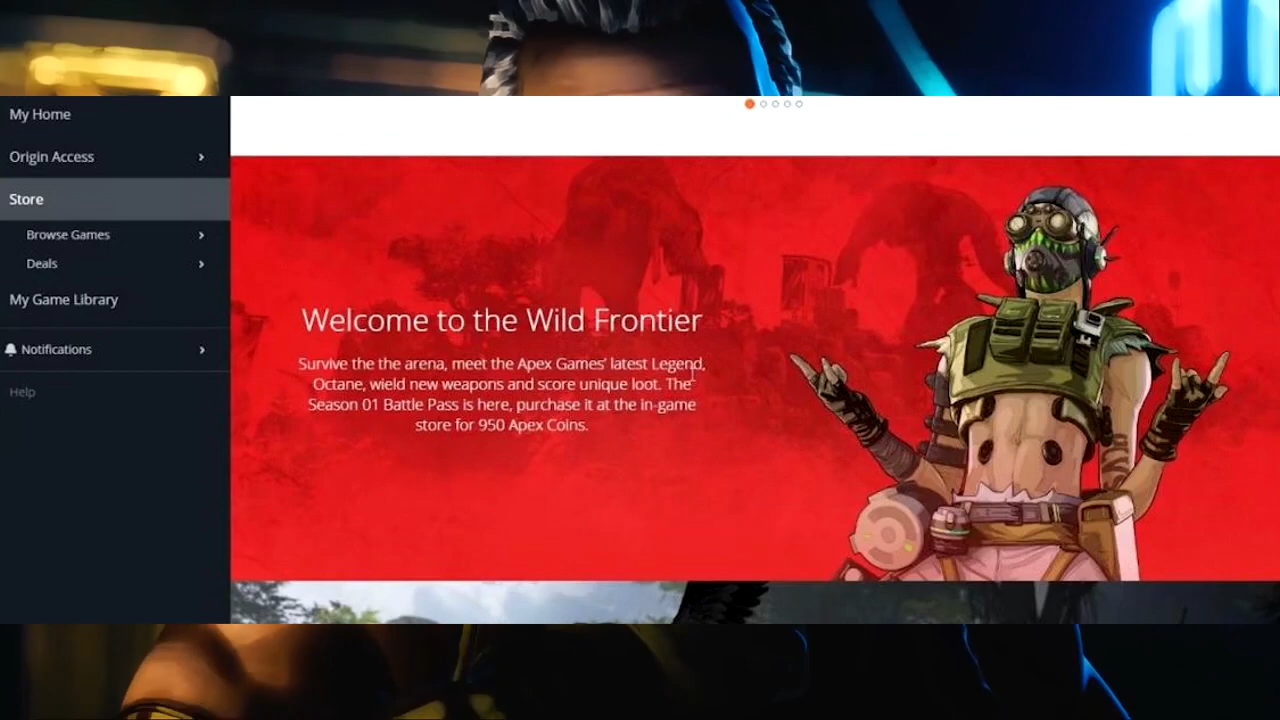 My Home
Origin Access
Store
Browse Games
Deals
My Game Library
Notifications
Help
Welcome to the Wild Frontier
Survive the the arena, meet the Apex Games' latest Legend,
Octane, wield new weapons and score unique loot. The
Season 01 Battle Pass is here, purchase it at the in-game
store for 950 Apex Coins.